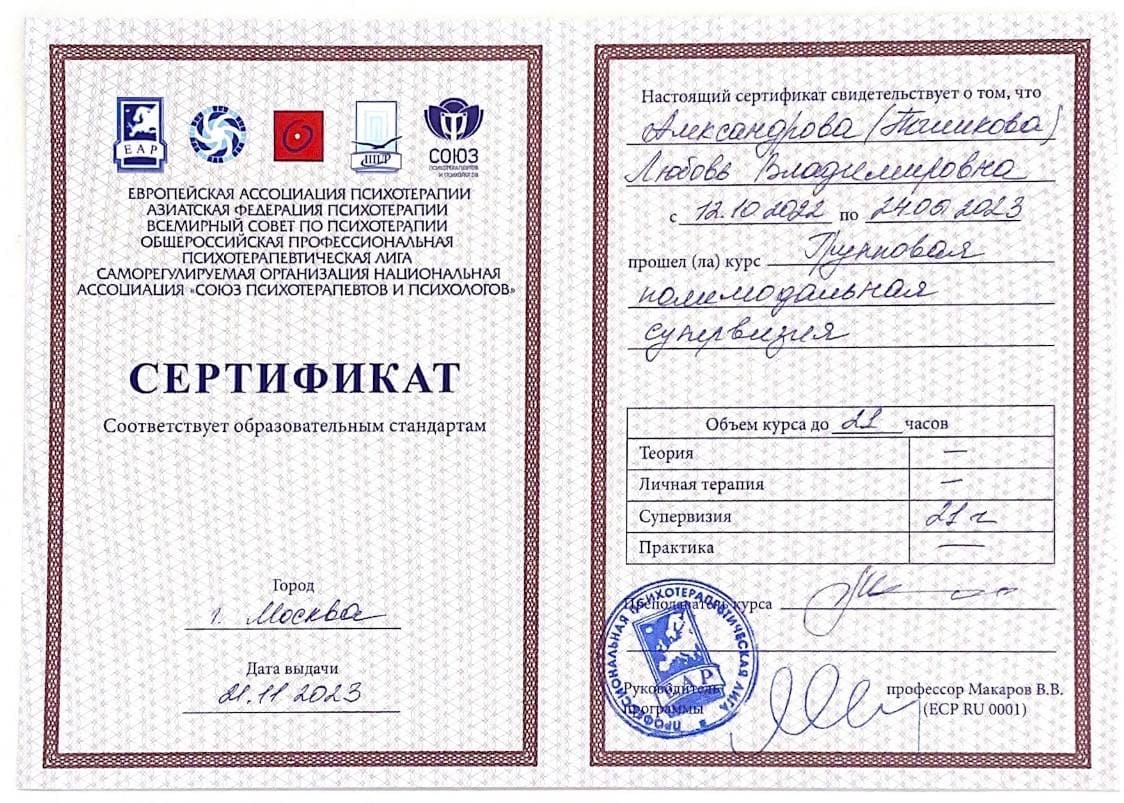 ЕАР
ППЛ
СОЮЗ
ПСИХОТЕРАПЕВТОВ
И ПСИХОЛОГОВ
ЕВРОПЕЙСКАЯ АССОЦИАЦИЯ ПСИХОТЕРАПИИ
АЗИАТСКАЯ ФЕДЕРАЦИЯ ПСИХОТЕРАПИИ
ВСЕМИРНЫЙ СОВЕТ ПО ПСИХОТЕРАПИИ
ОБЩЕРОССИЙСКАЯ ПРОФЕССИОНАЛЬНАЯ
ПСИХОТЕРАПЕВТИЧЕСКАЯ ЛИГА
САМОРЕГУЛИРУЕМАЯ ОРГАНИЗАЦИЯ НАЦИОНАЛЬНАЯ
АССОЦИАЦИЯ «СОЮЗ ПСИХОТЕРАПЕВТОВ И ПСИХОЛОГОВ»
СЕРТИФИКАТ
Соответствует образовательным стандартам
Город
г. Москва
Дата выдачи
21.11.2023
Настоящий сертификат свидетельствует о том, что
Александрова
Любовь Владимировна
с 12.10 2022 по 2023
прошел (ла) курс Групповая
полимодальная
супервизия
Объем курса до 21 часов
Теория —
Личная терапия —
Супервизия 21 г
Практика —
Преподаватель курса
Руководитель
программы
профессор Макаров В.В.
(ECP RU 0001)
ПРОФЕССИОНАЛЬНАЯ ПСИХОТЕРАПЕВТИЧЕСКАЯ ЛИГА
ЕАР